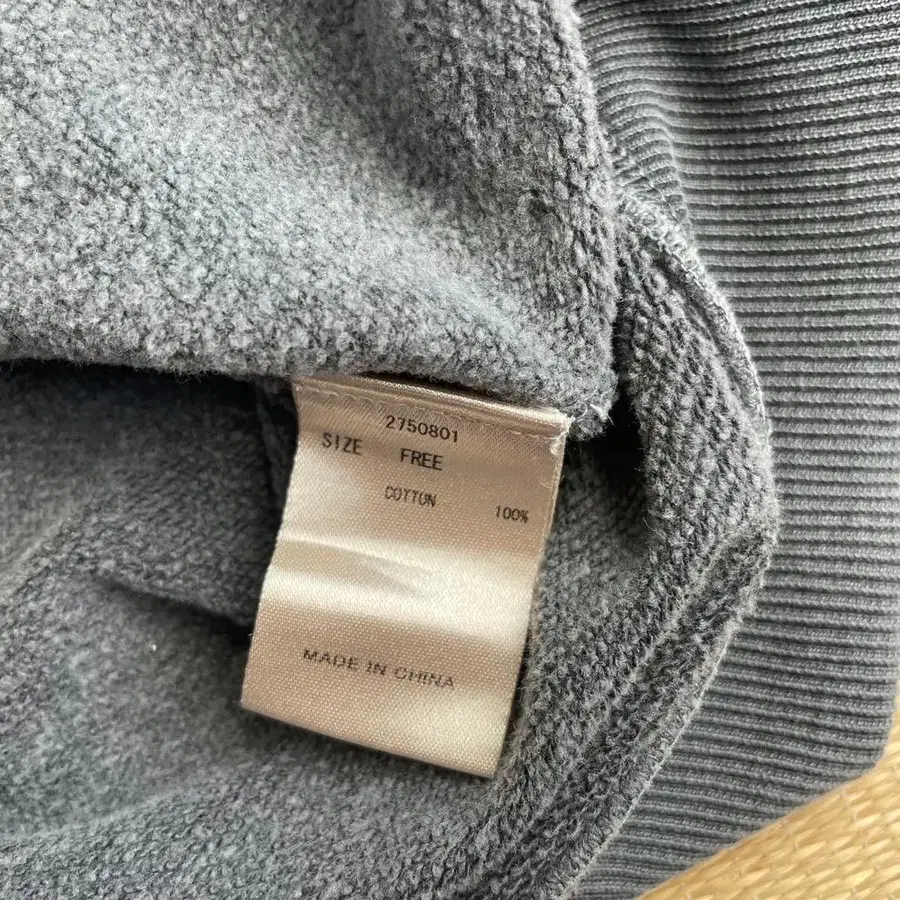 2750801
SIZE FREE
COTTON 100%
MADE IN CHINA